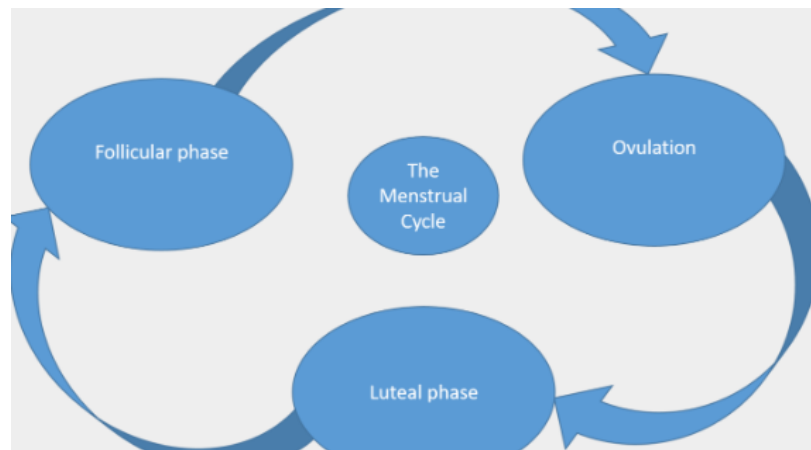 Follicular phase
Ovulation
The
Menstrual
Cycle
Luteal phase